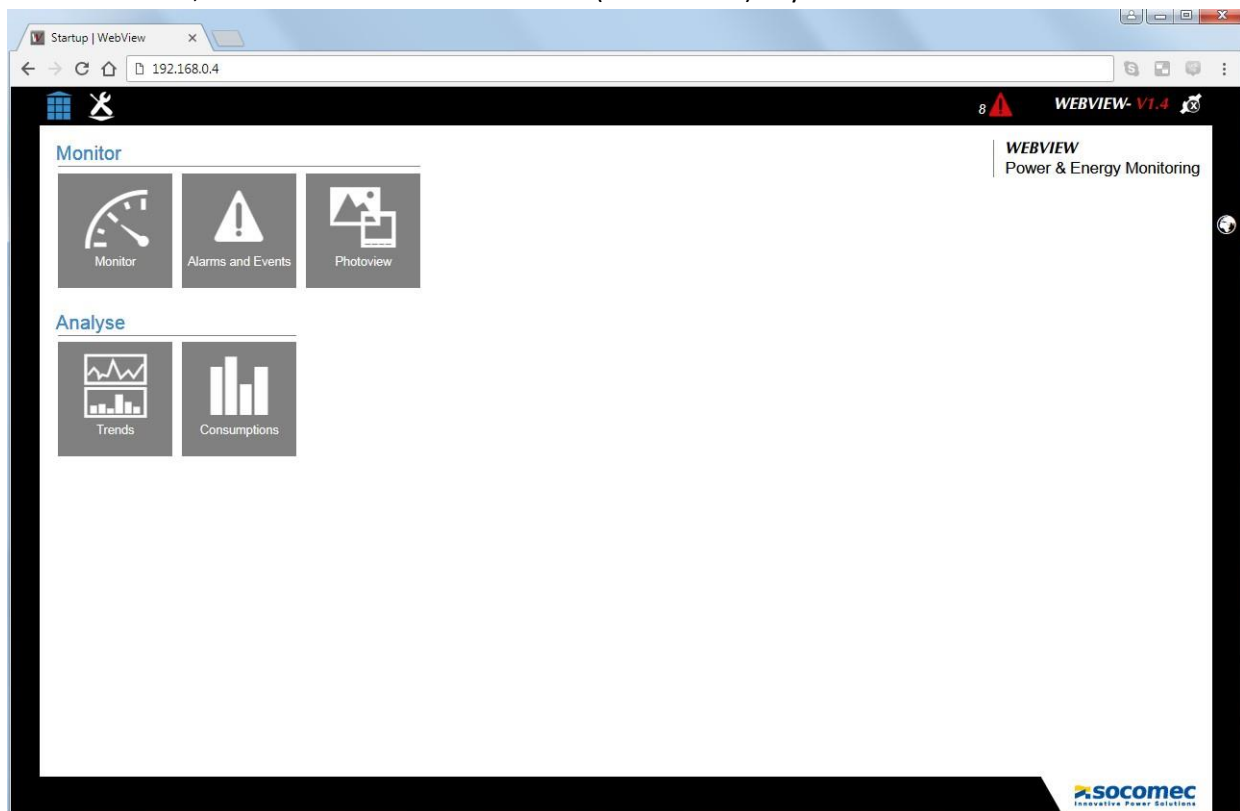 Startup | WebView
192.168.0.4
8
WEBVIEW- V1.4
Monitor
WEBVIEW
Power & Energy Monitoring
Monitor
Alarms and Events
Photoview
Analyse
Trends
Consumptions
socomec
Innovative Power Solutions